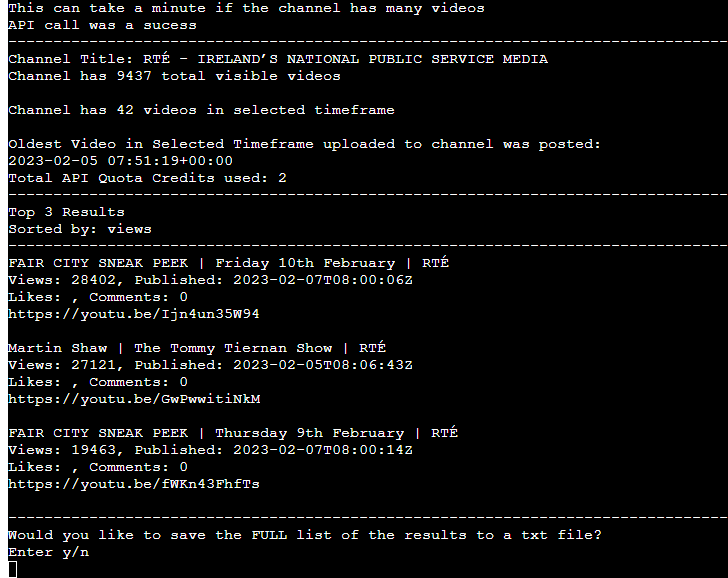 This can take a minute if the channel has many videos
API call was a sucess
--------------------------------------------------------------------------------
Channel Title: RTÉ - IRELAND'S NATIONAL PUBLIC SERVICE MEDIA
Channel has 9437 total visible videos
Channel has 42 videos in selected timeframe
Oldest Video in Selected Timeframe uploaded to channel was posted:
2023-02-05 07:51:19+00:00
Total API Quota Credits used: 2
--------------------------------------------------------------------------------
Top 3 Results
Sorted by: views
--------------------------------------------------------------------------------
FAIR CITY SNEAK PEEK | Friday 10th February | RTÉ
Views: 28402, Published: 2023-02-07T08:00:06Z
Likes: , Comments: 0
https://youtu.be/Ijn4un35W94
Martin Shaw | The Tommy Tiernan Show | RTÉ
Views: 27121, Published: 2023-02-05T08:06:43Z
Likes: , Comments: 0
https://youtu.be/GwPwwitiNkM
FAIR CITY SNEAK PEEK | Thursday 9th February | RTÉ
Views: 19463, Published: 2023-02-07T08:00:14Z
Likes: , Comments: 0
https://youtu.be/fWKn43FhfTs
--------------------------------------------------------------------------------
Would you like to save the FULL list of the results to a txt file?
Enter y/n